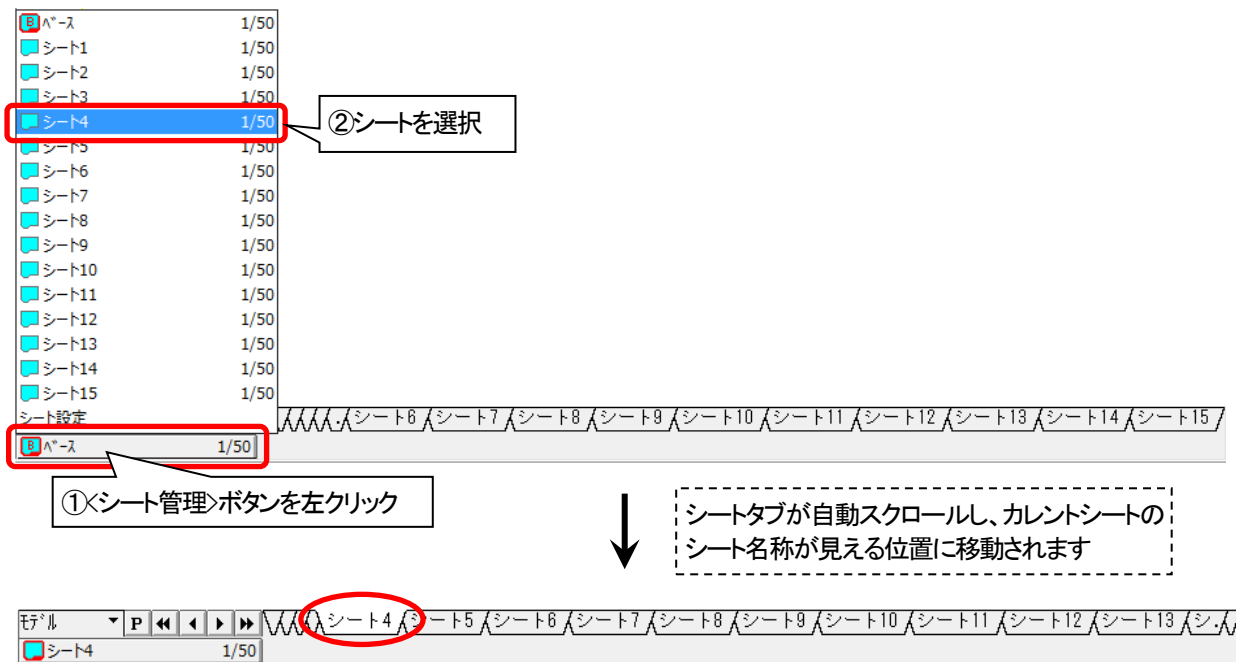 ﾍﾞｰｽ 1/50
シート1 1/50
シート2 1/50
シート3 1/50
シート4 1/50
②シートを選択
シート5 1/50
シート6 1/50
シート7 1/50
シート8 1/50
シート9 1/50
シート10 1/50
シート11 1/50
シート12 1/50
シート13 1/50
シート14 1/50
シート15 1/50
シート設定
シート6 シート7 シート8 シート9 シート10 シート11 シート12 シート13 シート14 シート15
B ﾍﾞｰｽ 1/50
①<シート管理>ボタンを左クリック
シートタブが自動スクロールし、カレントシートの
シート名称が見える位置に移動されます
ﾓﾃﾞﾙ P シート4 シート5 シート6 シート7 シート8 シート9 シート10 シート11 シート12 シート13 シ.
シート4 1/50